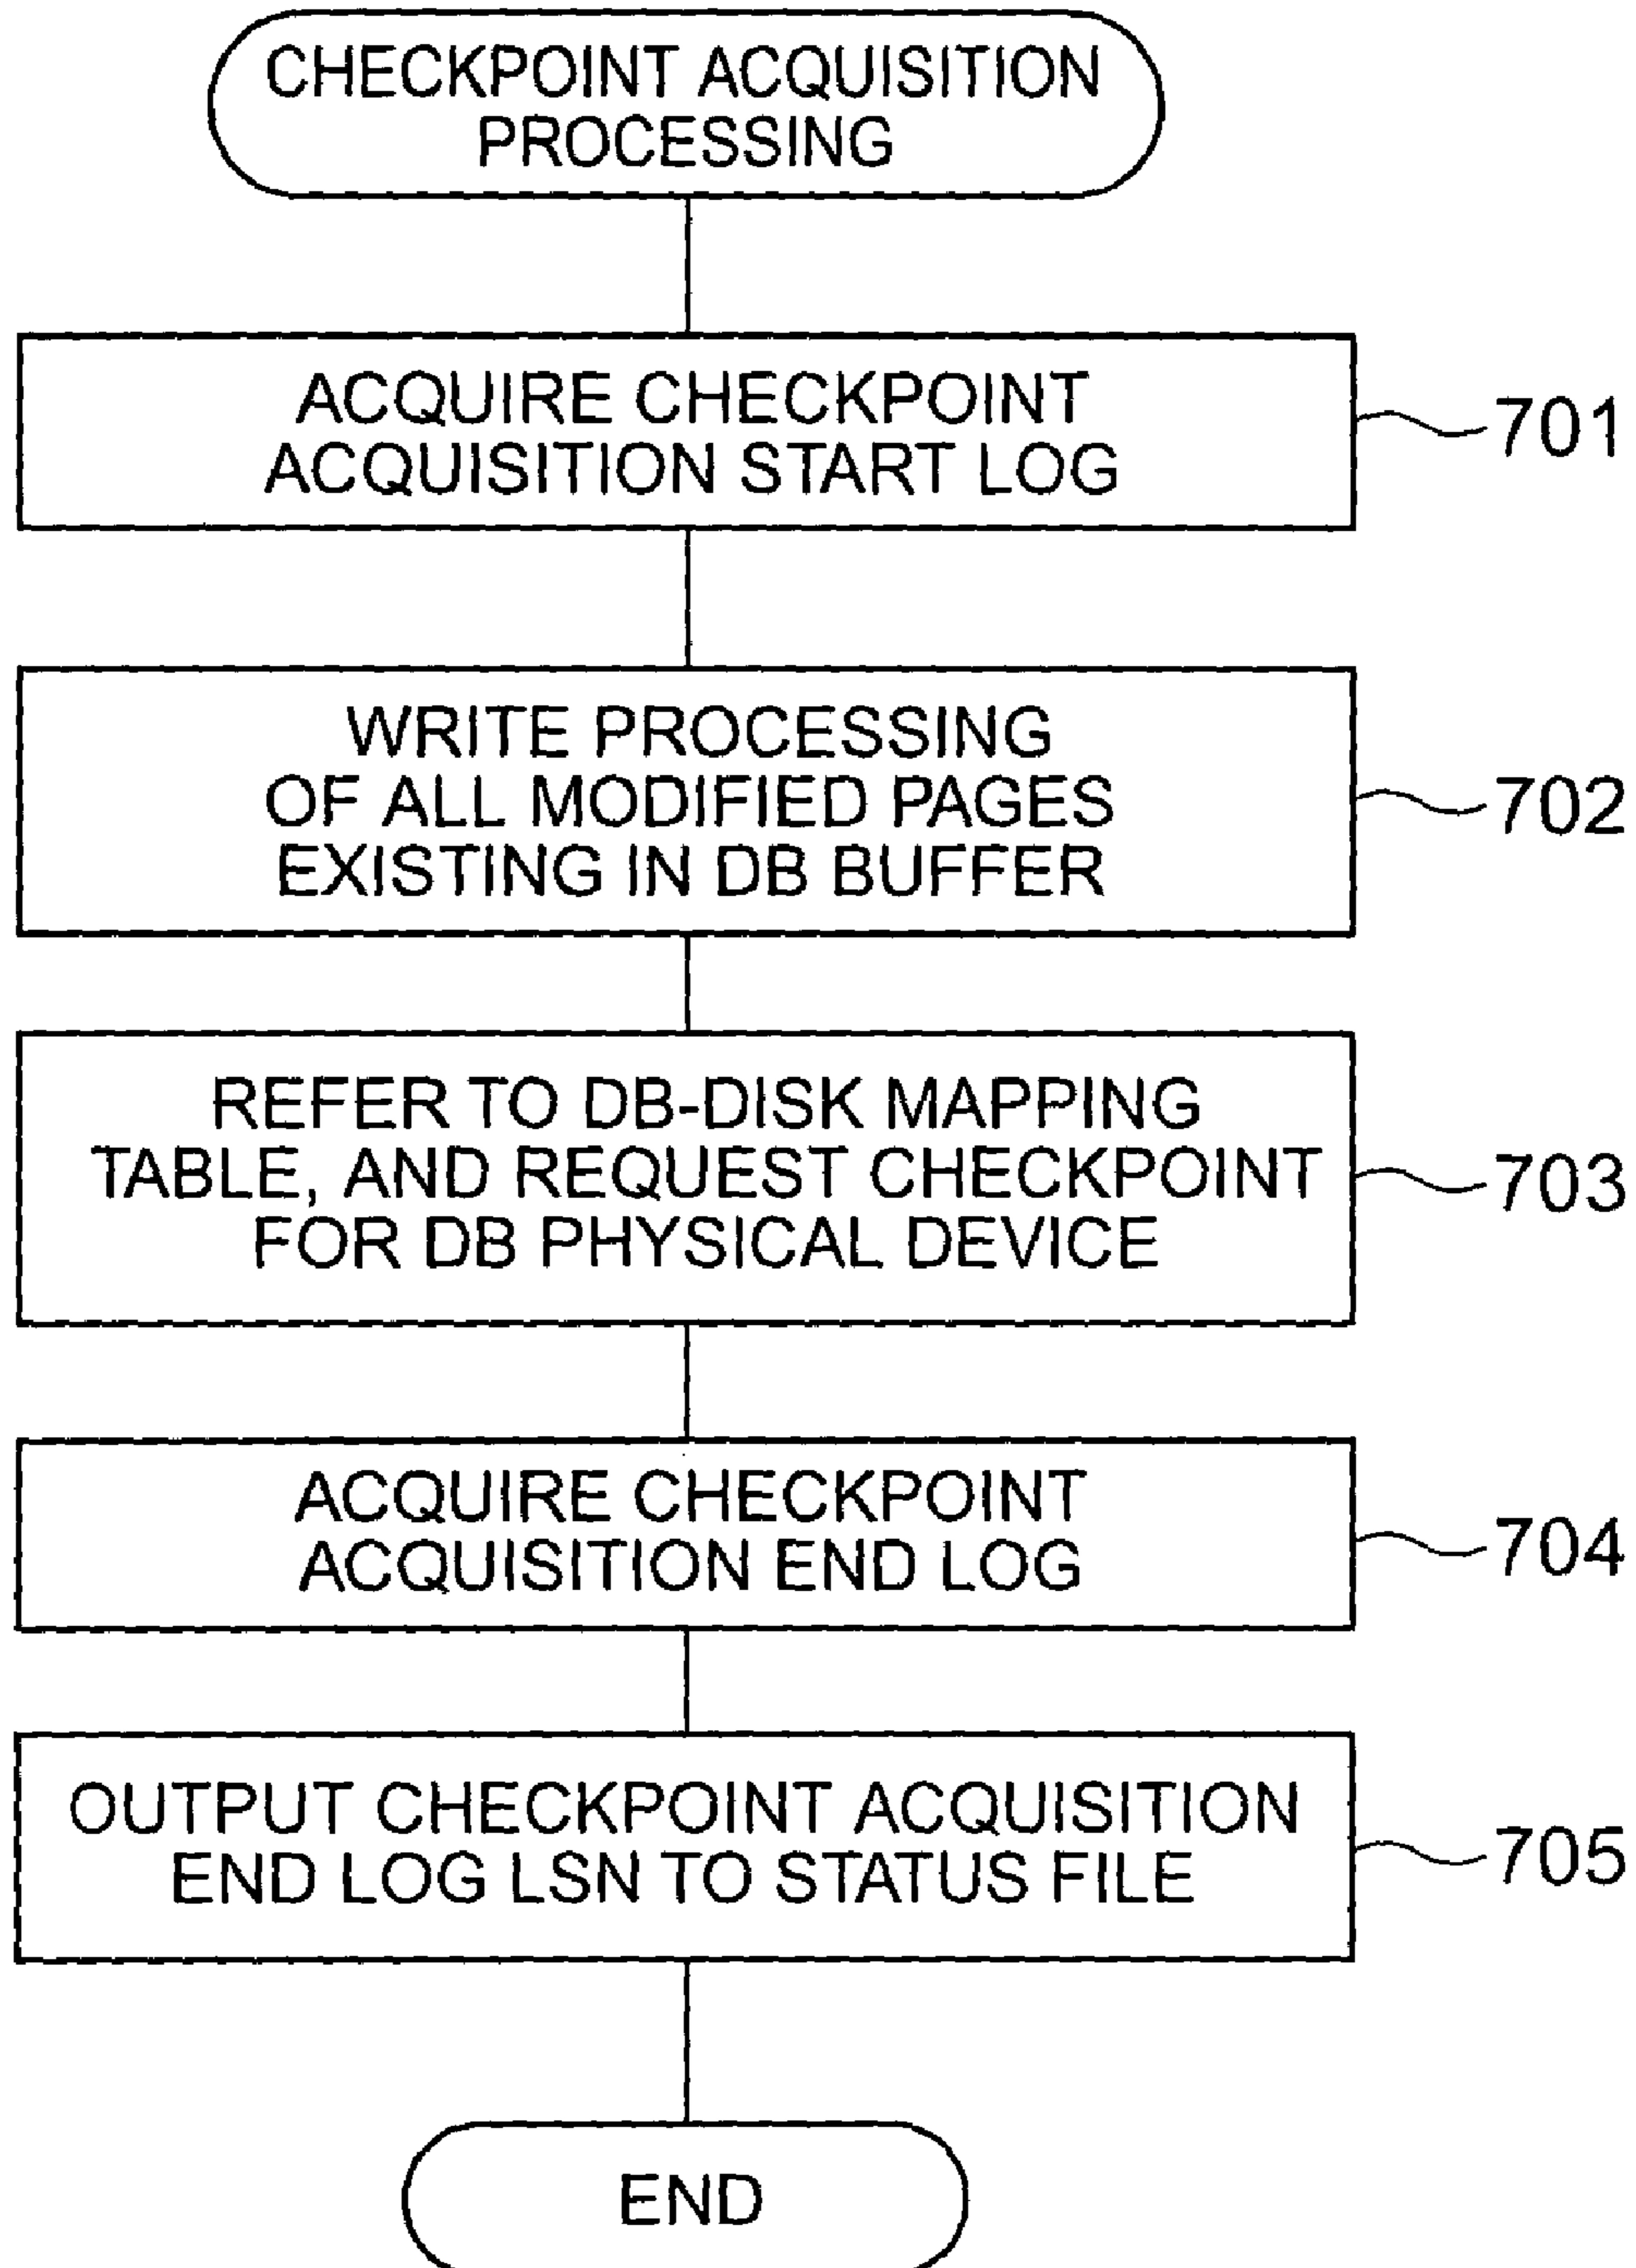 CHECKPOINT ACQUISITION
PROCESSING
ACQUIRE CHECKPOINT
ACQUISITION START LOG
701
WRITE PROCESSING
OF ALL MODIFIED PAGES
EXISTING IN DB BUFFER
702
REFER TO DB-DISK MAPPING
TABLE, AND REQUEST CHECKPOINT
FOR DB PHYSICAL DEVICE
703
ACQUIRE CHECKPOINT
ACQUISITION END LOG
704
OUTPUT CHECKPOINT ACQUISITION
END LOG LSN TO STATUS FILE
705
END